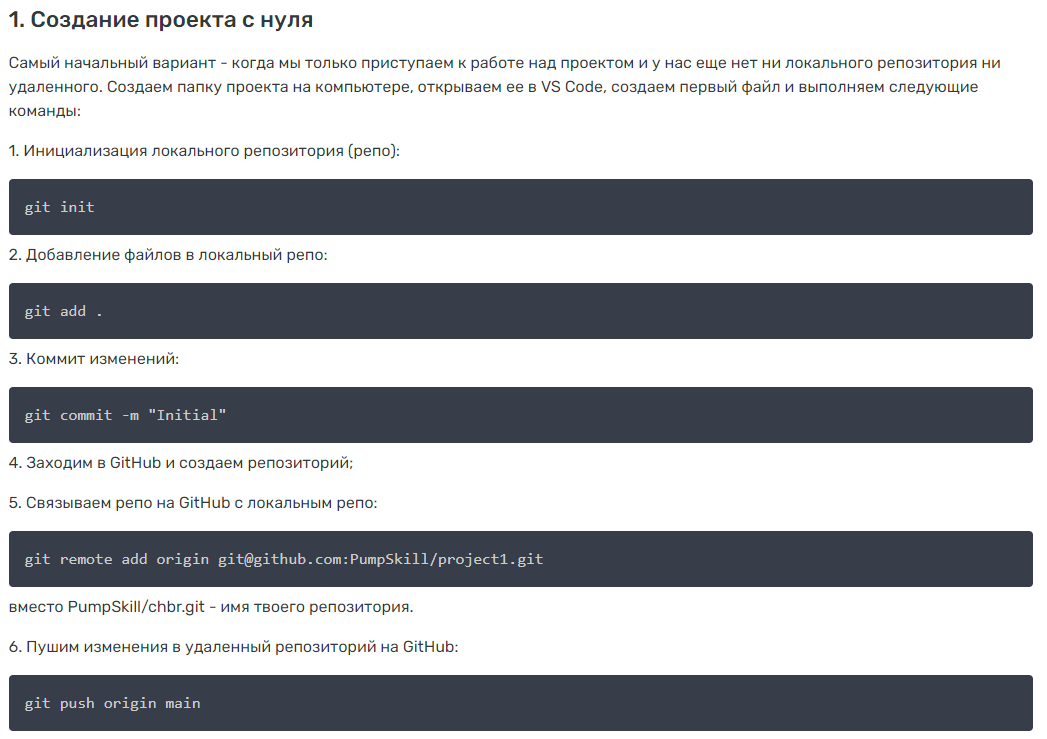 1. Создание проекта с нуля
Самый начальный вариант - когда мы только приступаем к работе над проектом и у нас еще нет ни локального репозитория ни
удаленного. Создаем папку проекта на компьютере, открываем ее в VS Code, создаем первый файл и выполняем следующие
команды:
1. Инициализация локального репозитория (репо):
git init
2. Добавление файлов в локальный репо:
git add .
3. Коммит изменений:
git commit -m "Initial"
4. Заходим в GitHub и создаем репозиторий;
5. Связываем репо на GitHub с локальным репо:
git remote add origin git@github.com:PumpSkill/project1.git
вместо PumpSkill/chbr.git - имя твоего репозитория.
6. Пушим изменения в удаленный репозиторий на GitHub:
git push origin main